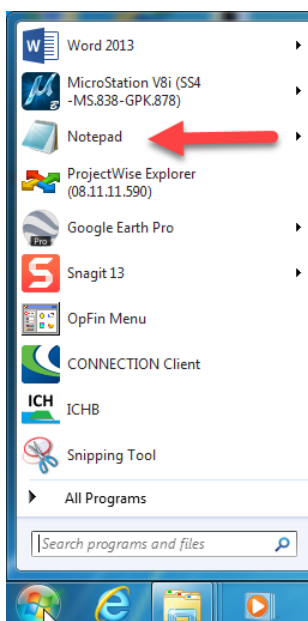 Word 2013
MicroStation V8i (SS4
-MS.838-GPK.878)
Notepad
ProjectWise Explorer
(08.11.11.590)
Google Earth Pro
Pro
Snagit 13
OpFin Menu
CONNECTION Client
ICH
ICHB
Snipping Tool
All Programs
Search programs and files